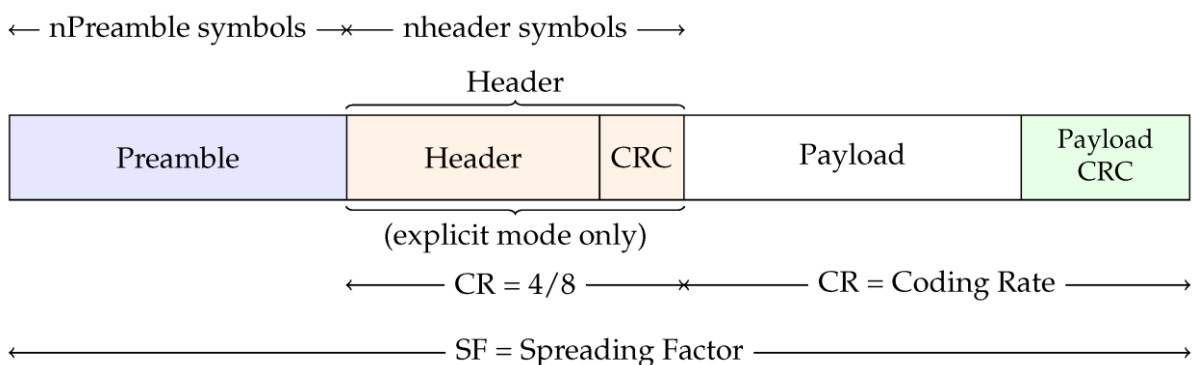 nPreamble symbols nheader symbols
Header
Preamble Header CRC Payload Payload CRC
(explicit mode only)
CR = 4/8 CR = Coding Rate
SF = Spreading Factor